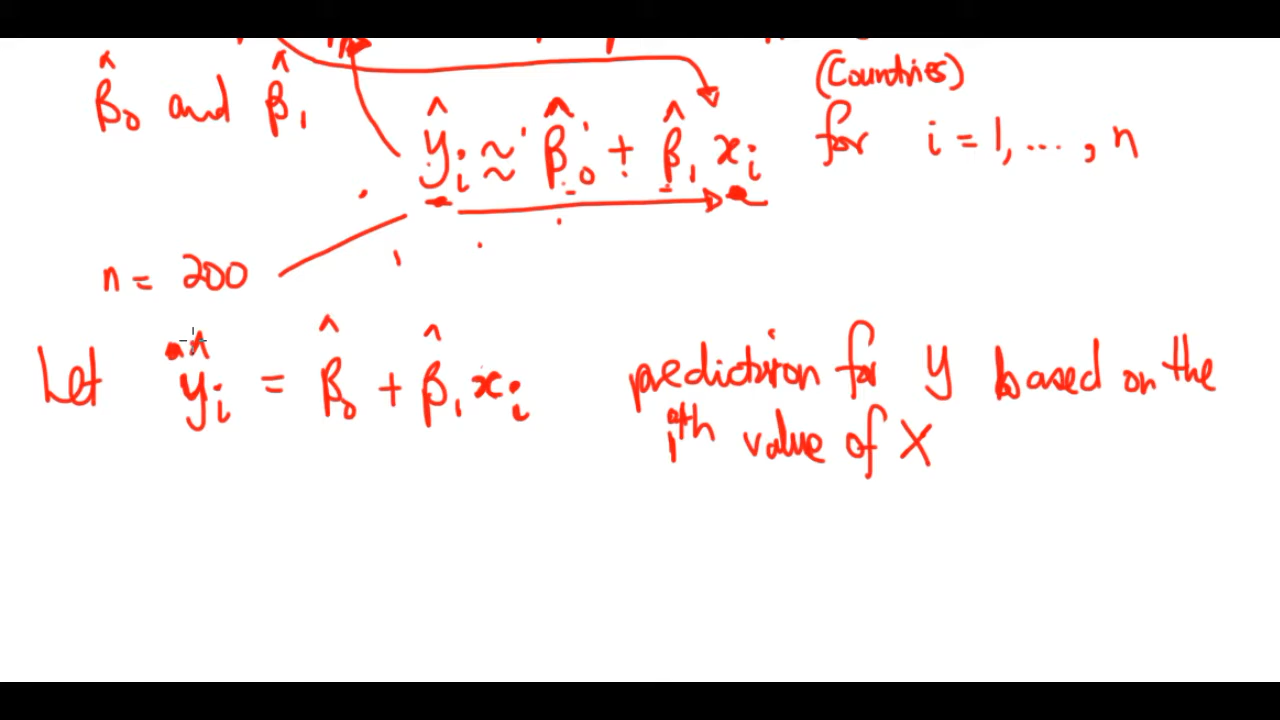 (Countries)
β̂₀ and β̂₁
ŷᵢ ≈ β̂₀ + β̂₁ xᵢ for i = 1, ... , n
n = 200
Let ŷᵢ = β̂₀ + β̂₁ xᵢ prediction for Y based on the
iᵗʰ value of X